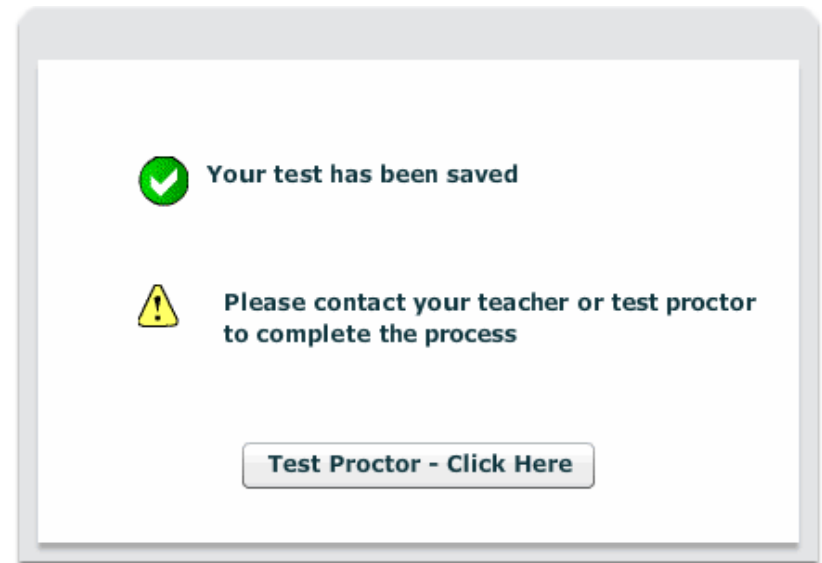 Your test has been saved
Please contact your teacher or test proctor
to complete the process
Test Proctor - Click Here